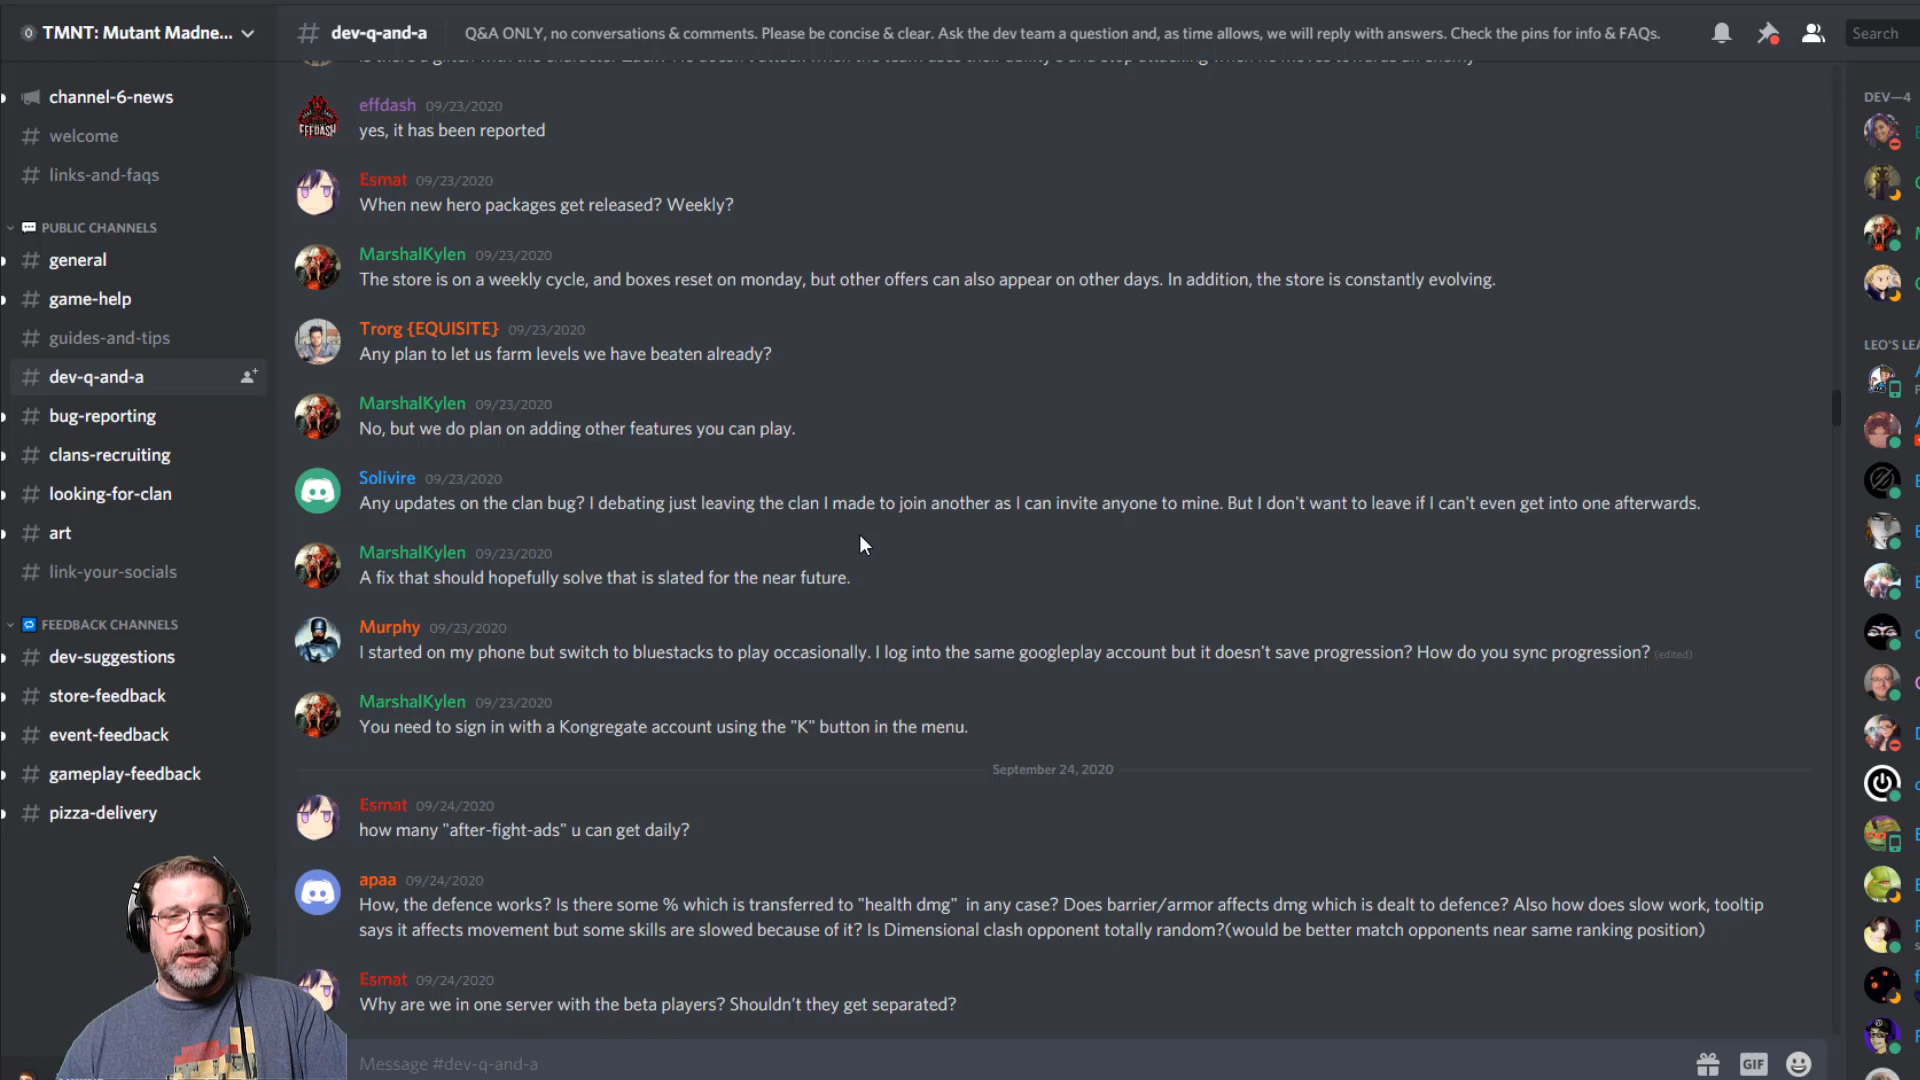 TMNT: Mutant Madne...
dev-q-and-a
Q&A ONLY, no conversations & comments. Please be concise & clear. Ask the dev team a question and, as time allows, we will reply with answers. Check the pins for info & FAQs.
Search
channel-6-news
welcome
links-and-faqs
PUBLIC CHANNELS
general
game-help
guides-and-tips
dev-q-and-a
bug-reporting
clans-recruiting
looking-for-clan
art
link-your-socials
FEEDBACK CHANNELS
dev-suggestions
store-feedback
event-feedback
gameplay-feedback
pizza-delivery
effdash 09/23/2020
yes, it has been reported
Esmat 09/23/2020
When new hero packages get released? Weekly?
MarshalKylen 09/23/2020
The store is on a weekly cycle, and boxes reset on monday, but other offers can also appear on other days. In addition, the store is constantly evolving.
Trorg {EQUISITE} 09/23/2020
Any plan to let us farm levels we have beaten already?
MarshalKylen 09/23/2020
No, but we do plan on adding other features you can play.
Solivire 09/23/2020
Any updates on the clan bug? I debating just leaving the clan I made to join another as I can invite anyone to mine. But I don't want to leave if I can't even get into one afterwards.
MarshalKylen 09/23/2020
A fix that should hopefully solve that is slated for the near future.
Murphy 09/23/2020
I started on my phone but switch to bluestacks to play occasionally. I log into the same googleplay account but it doesn't save progression? How do you sync progression? (edited)
MarshalKylen 09/23/2020
You need to sign in with a Kongregate account using the "K" button in the menu.
September 24, 2020
Esmat 09/24/2020
how many "after-fight-ads" u can get daily?
apaa 09/24/2020
How, the defence works? Is there some % which is transferred to "health dmg" in any case? Does barrier/armor affects dmg which is dealt to defence? Also how does slow work, tooltip
says it affects movement but some skills are slowed because of it? Is Dimensional clash opponent totally random?(would be better match opponents near same ranking position)
Esmat 09/24/2020
Why are we in one server with the beta players? Shouldn't they get separated?
Message #dev-q-and-a
GIF
DEV—4
LEO'S LEA